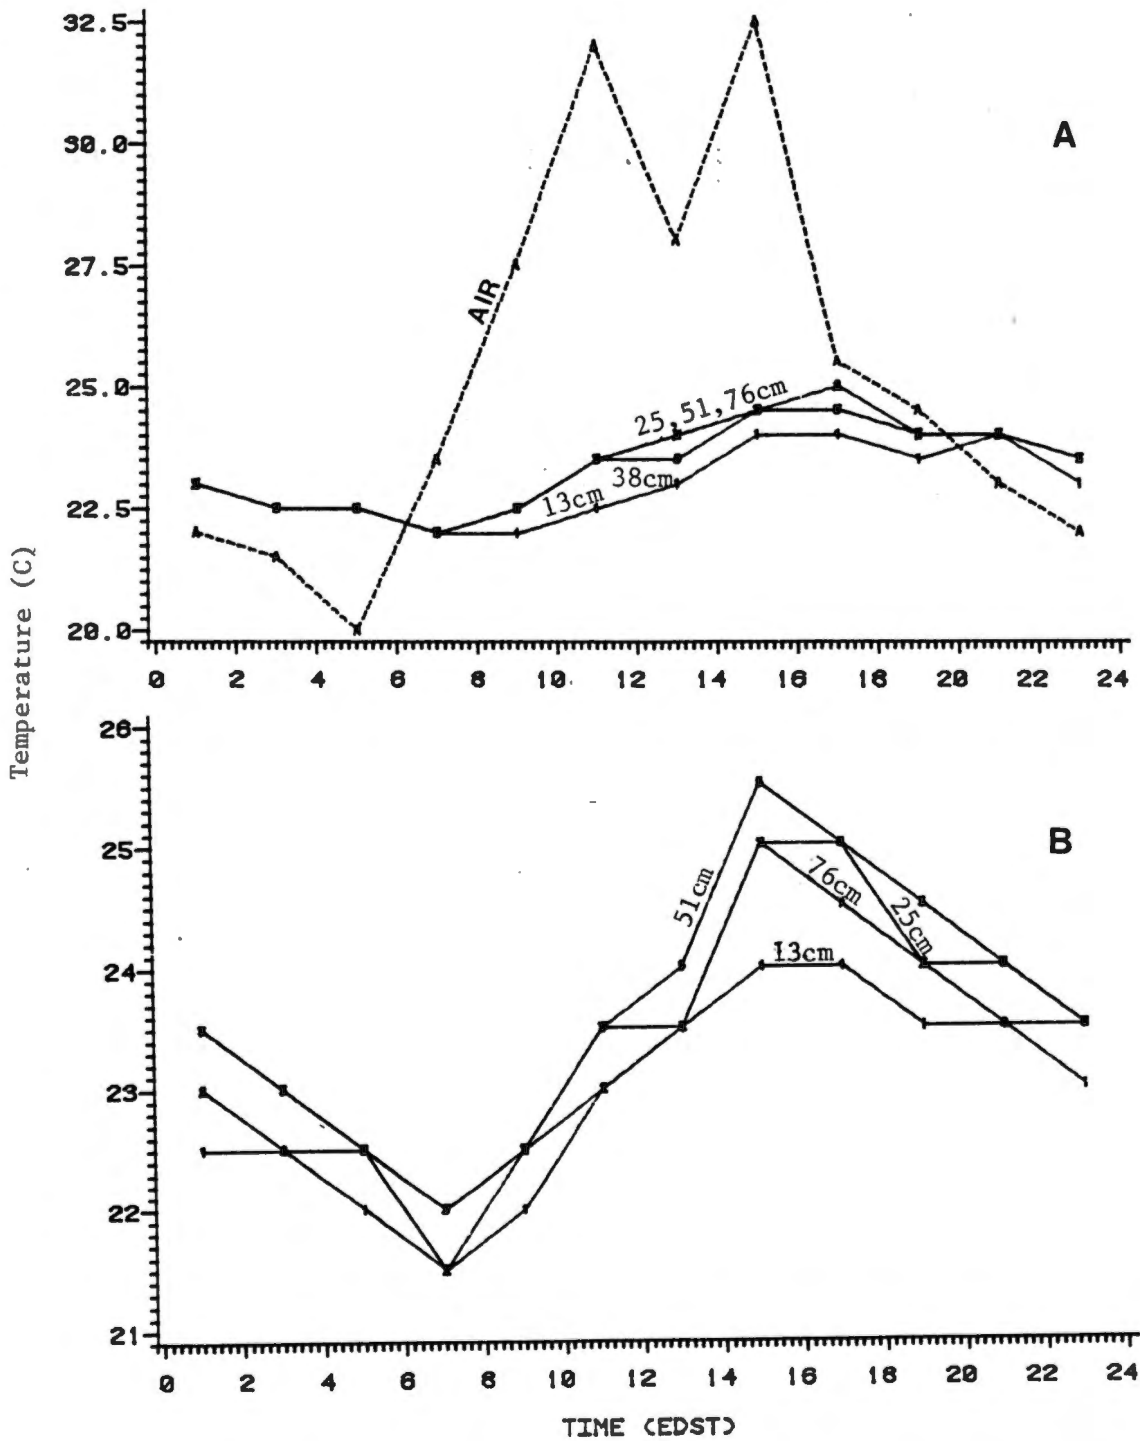 Temperature (C)
32.5
30.0
27.5
25.0
22.5
20.0
A
AIR
25,51,76cm
38cm
13cm
0 2 4 6 8 10 12 14 16 18 20 22 24
26
25
24
23
22
21
B
51cm
76cm
25cm
13cm
0 2 4 6 8 10 12 14 16 18 20 22 24
TIME (EDST)